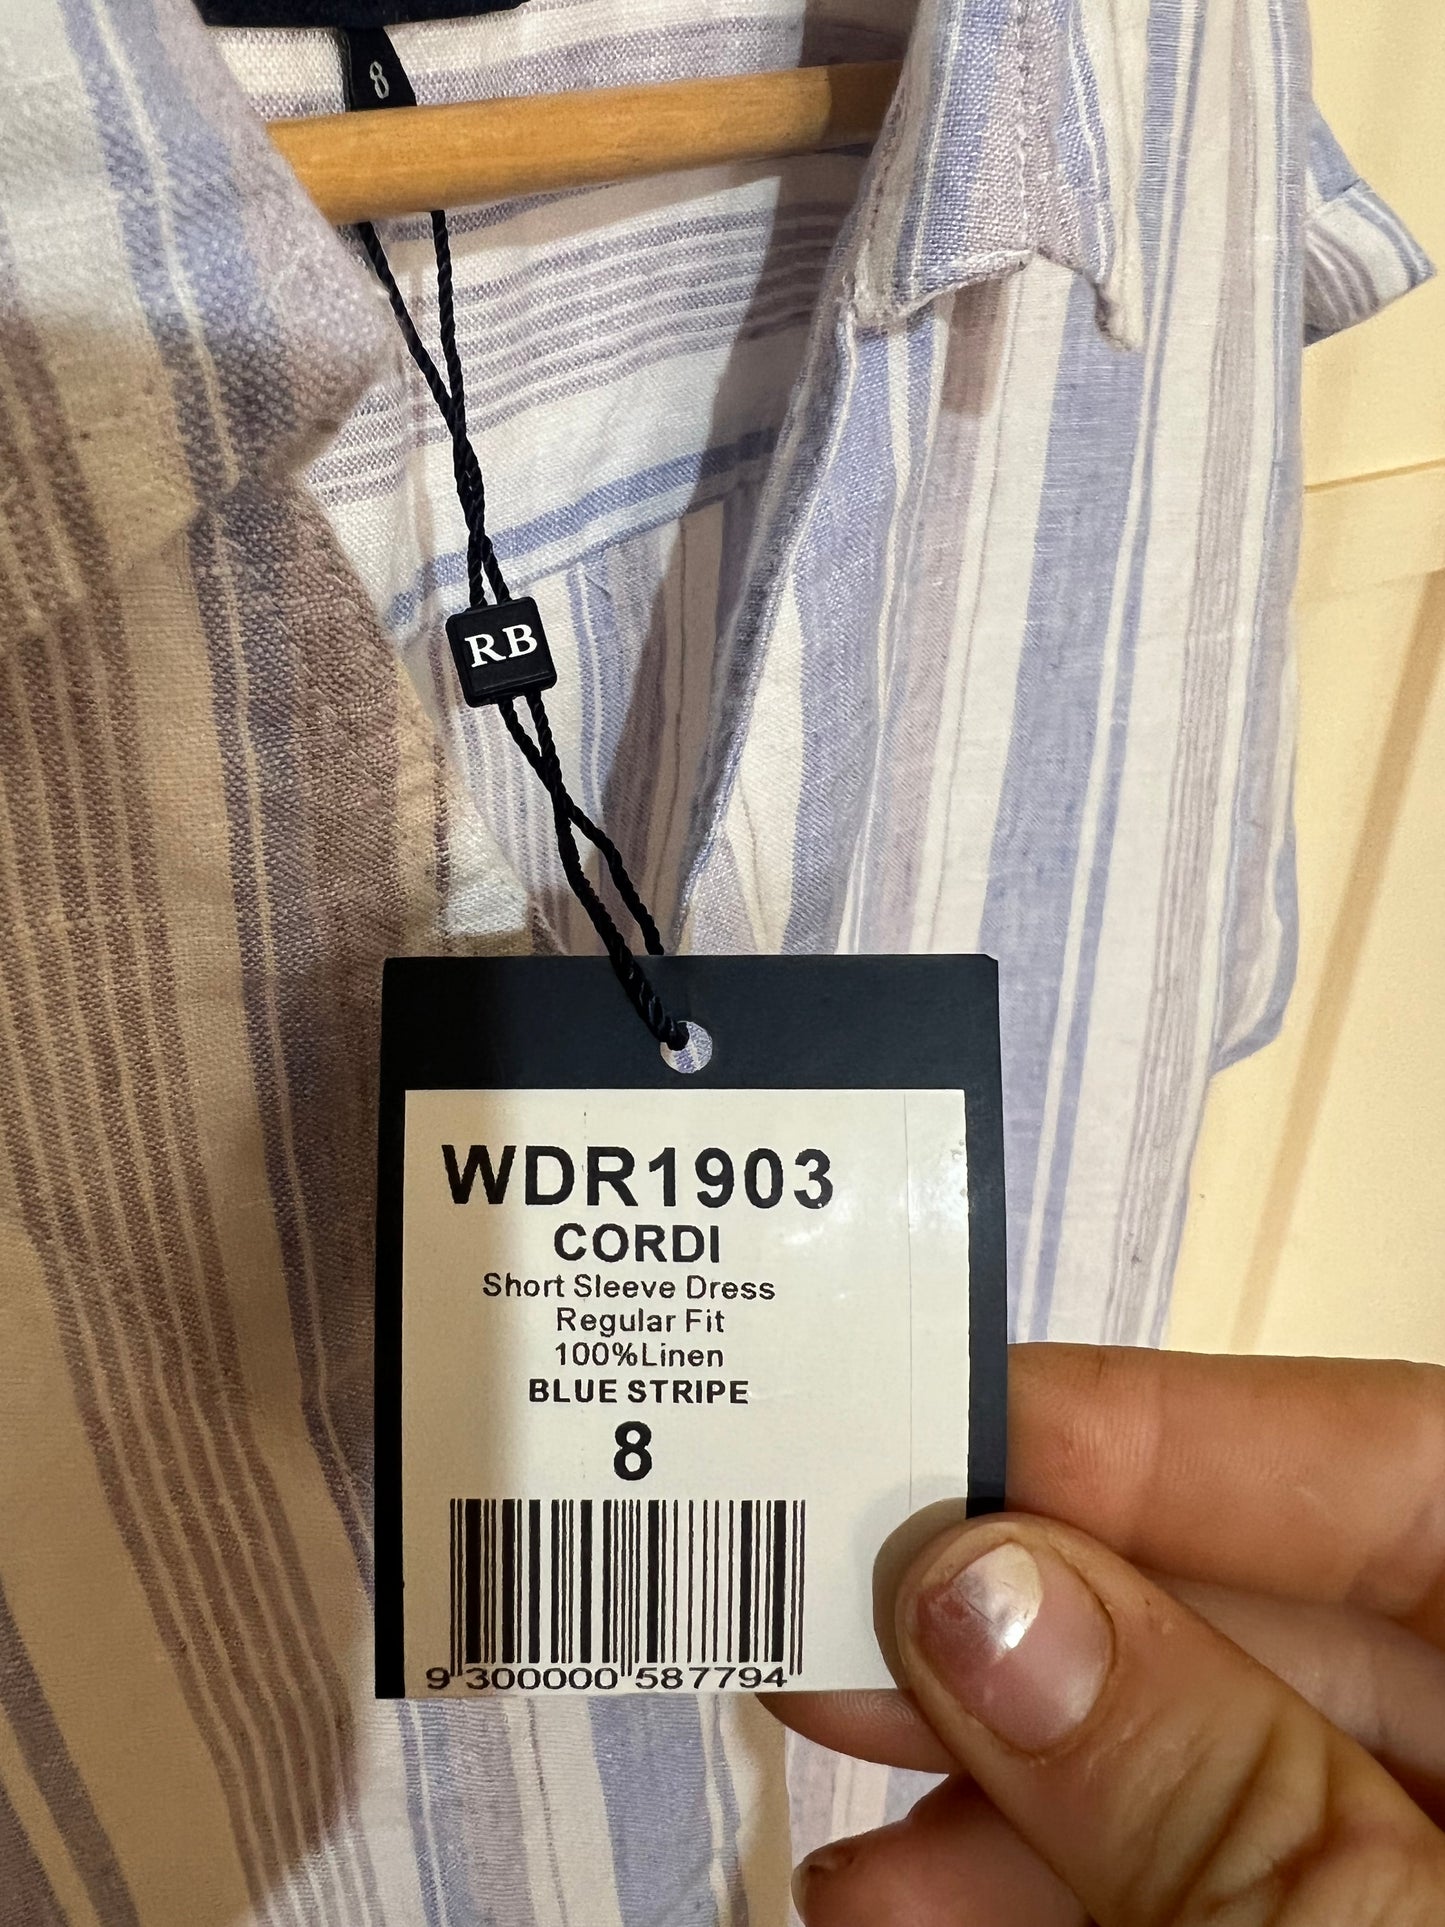 8
RB
WDR1903
CORDI
Short Sleeve Dress
Regular Fit
100%Linen
BLUE STRIPE
8
9 300000 587794